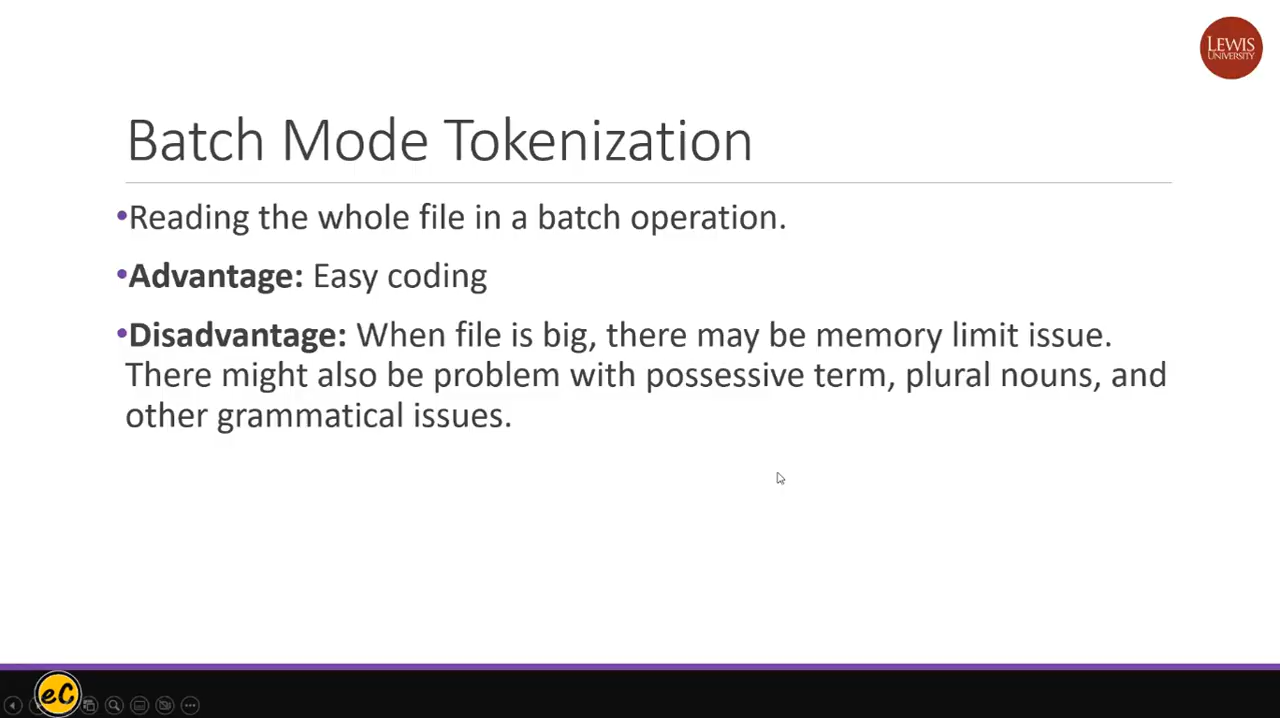 LEWIS
UNIVERSITY
Batch Mode Tokenization
•Reading the whole file in a batch operation.
•Advantage: Easy coding
•Disadvantage: When file is big, there may be memory limit issue.
There might also be problem with possessive term, plural nouns, and
other grammatical issues.
eC